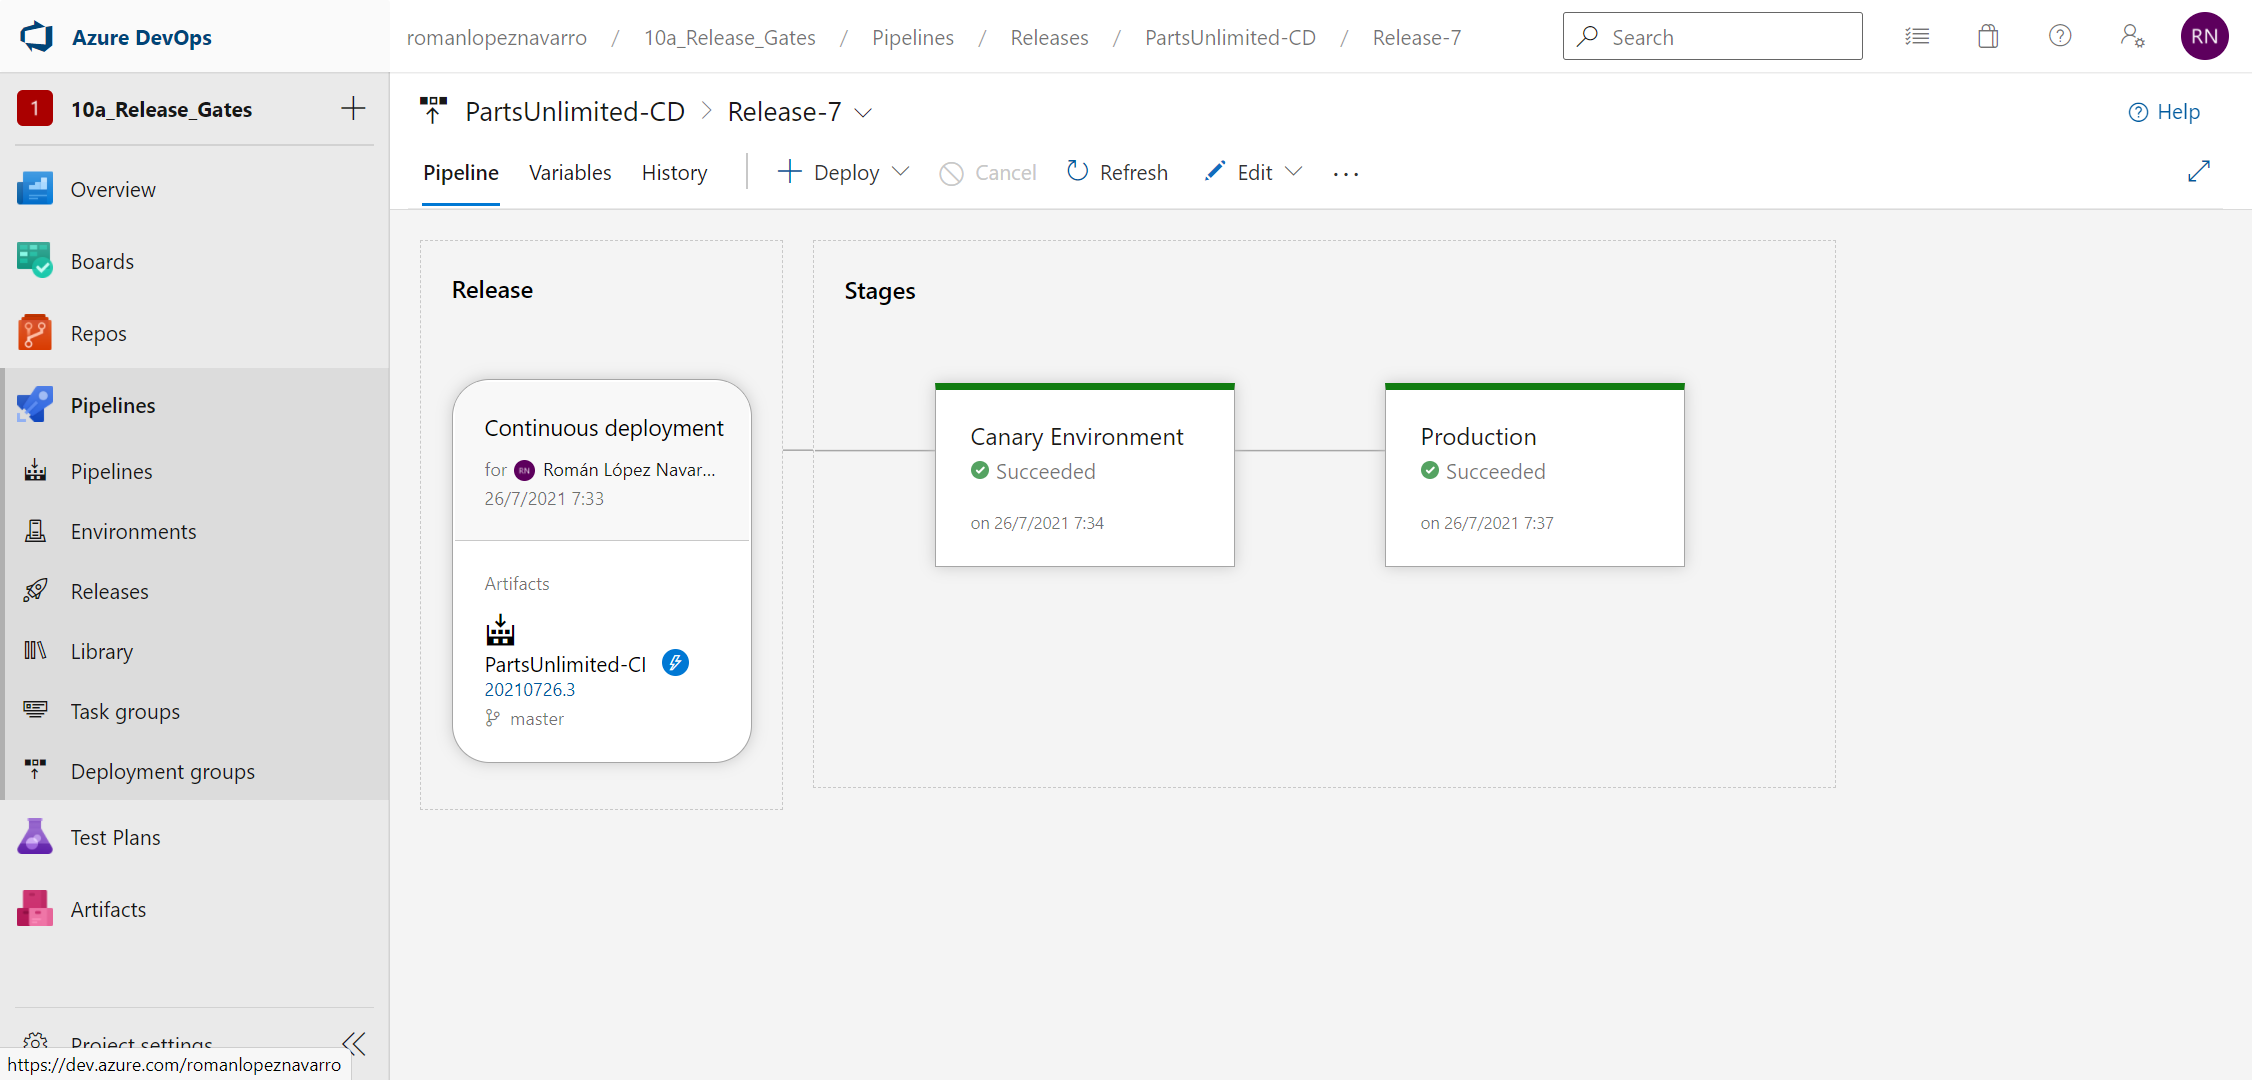 Azure DevOps
romanlopeznavarro / 10a_Release_Gates / Pipelines / Releases / PartsUnlimited-CD / Release-7
Search
RN
1 10a_Release_Gates
Overview
Boards
Repos
Pipelines
Pipelines
Environments
Releases
Library
Task groups
Deployment groups
Test Plans
Artifacts
Project settings
https://dev.azure.com/romanlopeznavarro
PartsUnlimited-CD > Release-7
Help
Pipeline Variables History Deploy Cancel Refresh Edit ...
Release
Continuous deployment
for RN Román López Navar...
26/7/2021 7:33
Artifacts
PartsUnlimited-CI
20210726.3
master
Stages
Canary Environment
Succeeded
on 26/7/2021 7:34
Production
Succeeded
on 26/7/2021 7:37